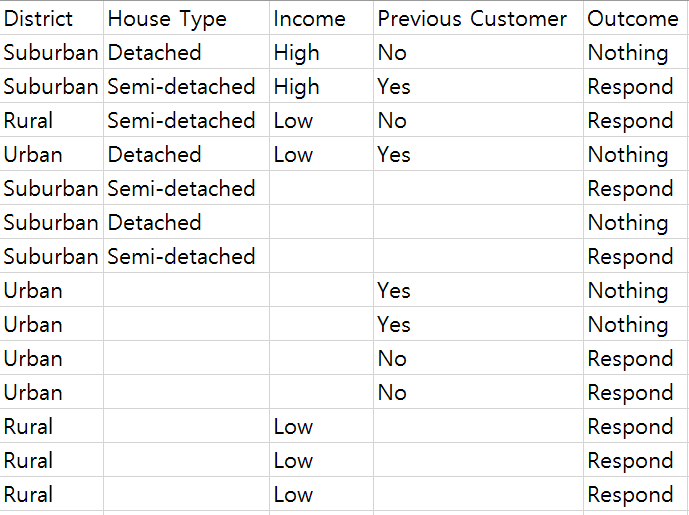 District House Type Income Previous Customer Outcome
Suburban Detached High No Nothing
Suburban Semi-detached High Yes Respond
Rural Semi-detached Low No Respond
Urban Detached Low Yes Nothing
Suburban Semi-detached Respond
Suburban Detached Nothing
Suburban Semi-detached Respond
Urban Yes Nothing
Urban Yes Nothing
Urban No Respond
Urban No Respond
Rural Low Respond
Rural Low Respond
Rural Low Respond